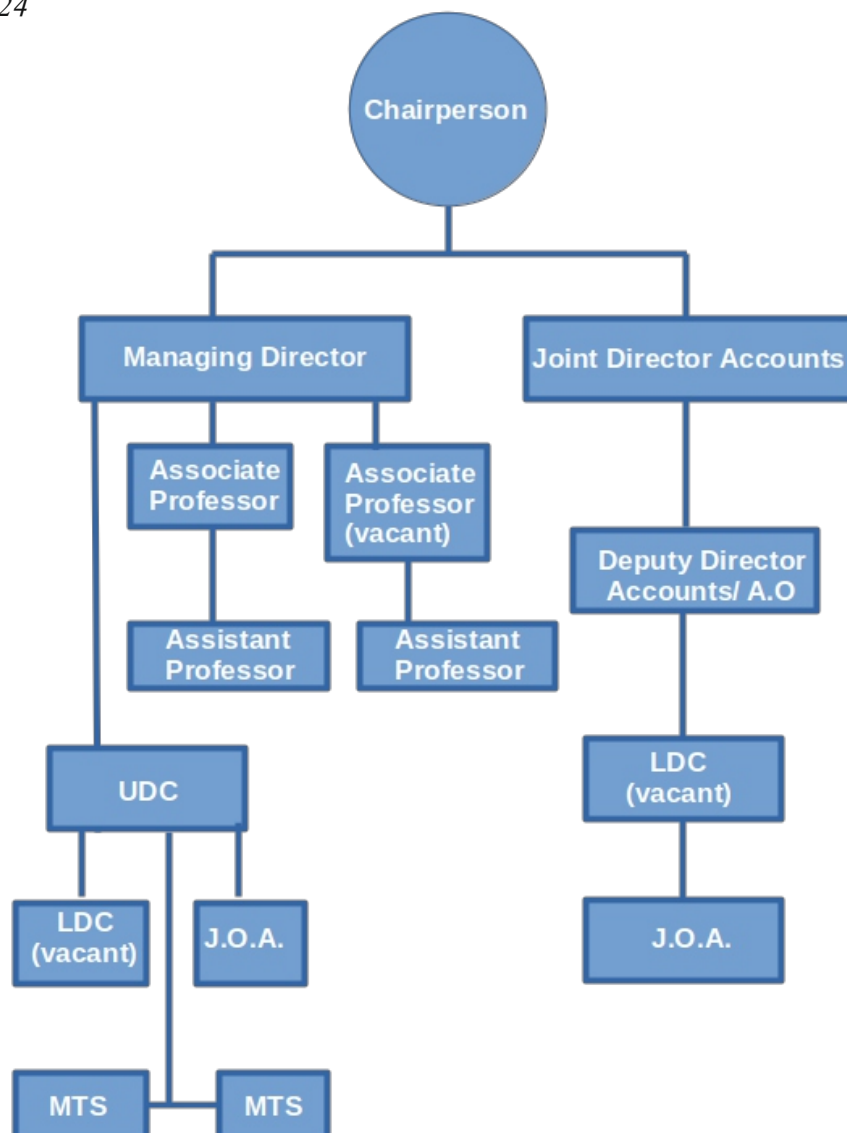 24
Chairperson
Managing Director
Joint Director Accounts
Associate
Professor
Associate
Professor
(vacant)
Deputy Director
Accounts/ A.O
Assistant
Professor
Assistant
Professor
UDC
LDC
(vacant)
LDC
(vacant)
J.O.A.
J.O.A.
MTS
MTS